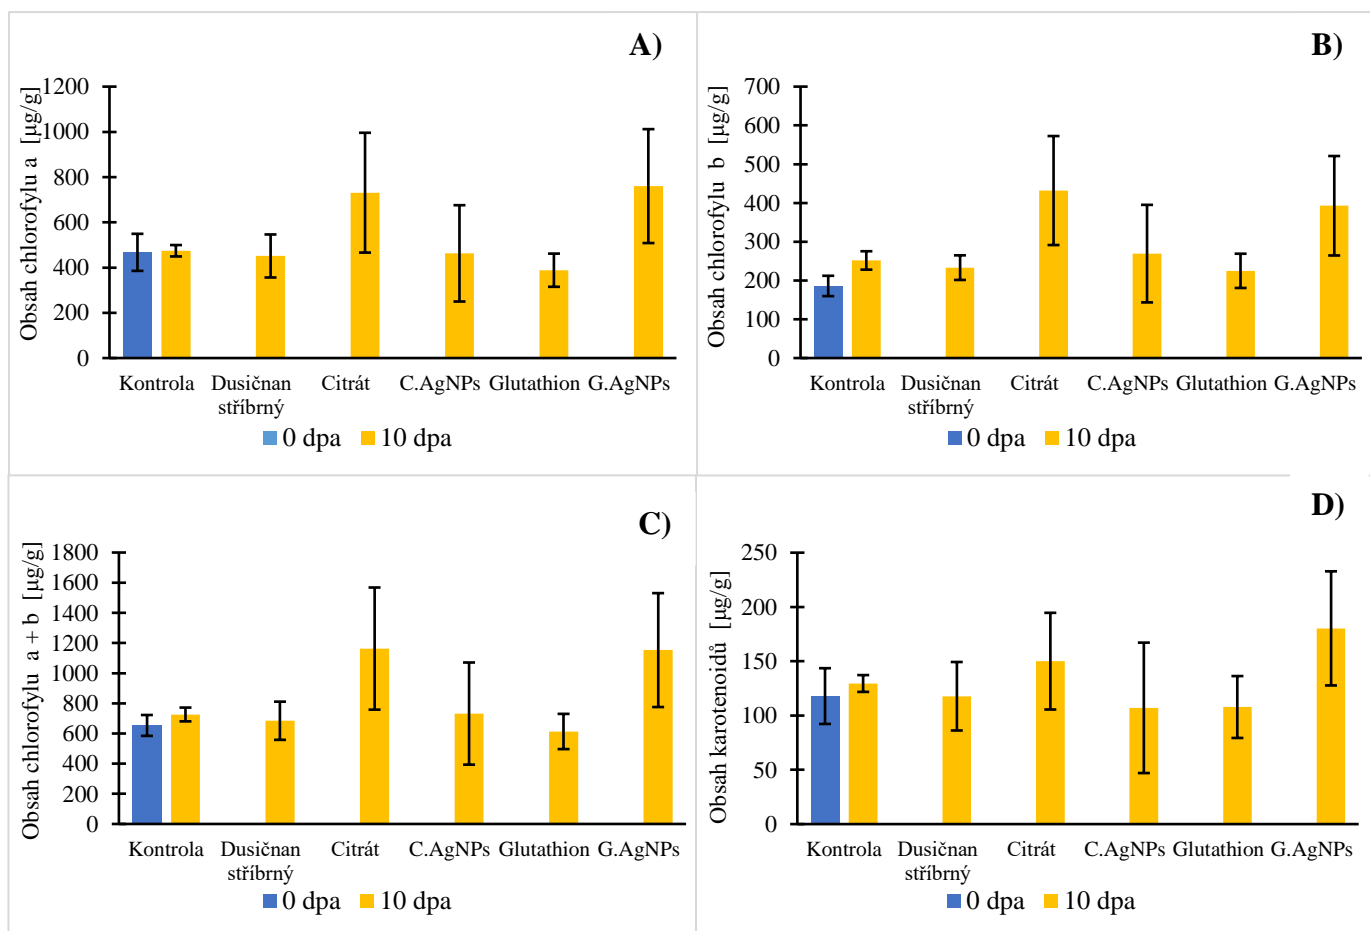 A)
Obsah chlorofylu a [µg/g]
1200
1000
800
600
400
200
0
Kontrola Dusičnan Citrát C.AgNPs Glutathion G.AgNPs
stříbrný
0 dpa 10 dpa
B)
Obsah chlorofylu b [µg/g]
700
600
500
400
300
200
100
0
Kontrola Dusičnan Citrát C.AgNPs Glutathion G.AgNPs
stříbrný
0 dpa 10 dpa
C)
Obsah chlorofylu a + b [µg/g]
1800
1600
1400
1200
1000
800
600
400
200
0
Kontrola Dusičnan Citrát C.AgNPs Glutathion G.AgNPs
stříbrný
0 dpa 10 dpa
D)
Obsah karotenoidů [µg/g]
250
200
150
100
50
0
Kontrola Dusičnan Citrát C.AgNPs Glutathion G.AgNPs
stříbrný
0 dpa 10 dpa